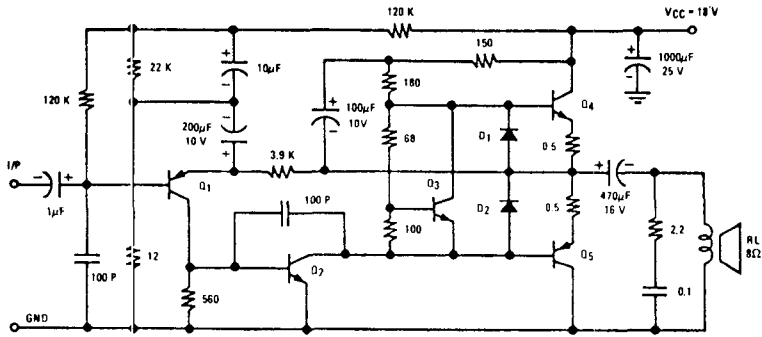 120 K
VCC = 18 V
150
22 K
10µF
180
1000µF
25 V
120 K
Q4
100µF
10V
200µF
10 V
68
D1
0.5
I/P
3.9 K
Q1
Q3
D2
0.5
470µF
16 V
1µF
100 P
2.2
RL
8Ω
100 P
12
100
Q2
Q5
560
0.1
GND